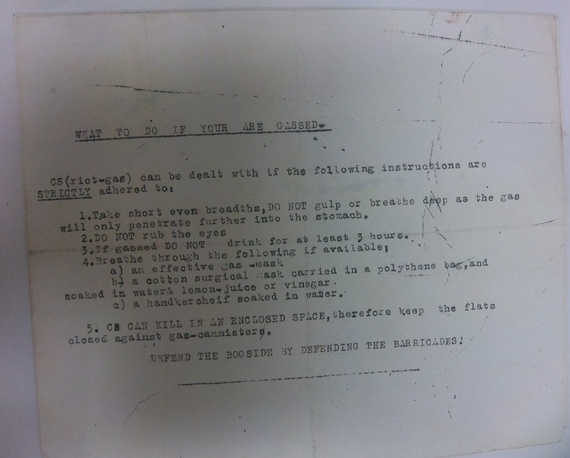 WHAT TO DO IF YOUR ARE GASSED.
CS(riot-gas) can be dealt with if the following instructions are
STRICTLY adhored to:
1.Take short even breadths,DO NOT gulp or breathe deep as the gas
will only penetrate further into the stomach.
2.DO NOT rub the eyes
3.If gassed DO NOT drink for at least 3 hours.
4.Breathe through the following if available;
a) an effective gas -mask
b) a cotton surgical mask carried in a polythene bag,and
soaked in water& lemon-juice or vinegar.
c) a handkercheif soaked in water.
5. CS CAN KILL IN AN ENCLOSED SPACE,therefore keep the flats
closed against gas-cannisters.
DEFEND THE BOGSIDE BY DEFENDING THE BARRICADES!